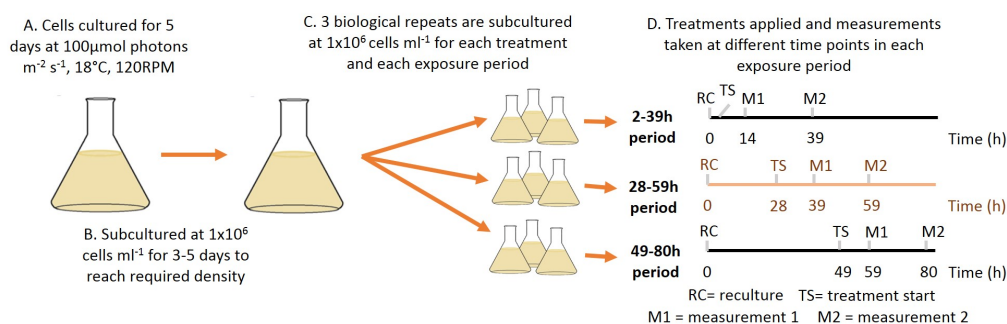 A. Cells cultured for 5
days at 100µmol photons
m⁻² s⁻¹, 18°C, 120RPM
B. Subcultured at 1x10⁶
cells ml⁻¹ for 3-5 days to
reach required density
C. 3 biological repeats are subcultured
at 1x10⁶ cells ml⁻¹ for each treatment
and each exposure period
D. Treatments applied and measurements
taken at different time points in each
exposure period
2-39h
period
RC TS M1 M2
0 14 39 Time (h)
28-59h
period
RC TS M1 M2
0 28 39 59 Time (h)
49-80h
period
RC TS M1 M2
0 49 59 80 Time (h)
RC= reculture TS= treatment start
M1 = measurement 1 M2 = measurement 2